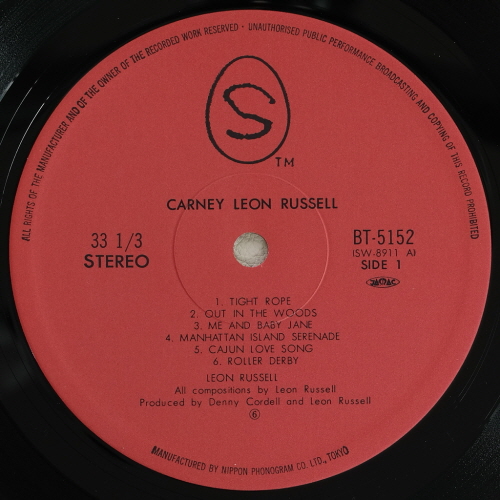 ALL RIGHTS OF THE MANUFACTURER AND OF THE OWNER OF THE RECORDED WORK RESERVED - UNAUTHORISED PUBLIC PERFORMANCE BROADCASTING AND COPYING OF THIS RECORD PROHIBITED
S
TM
CARNEY LEON RUSSELL
33 1/3
STEREO
BT-5152
(SW-8911 A)
SIDE 1
JASRAC
1. TIGHT ROPE
2. OUT IN THE WOODS
3. ME AND BABY JANE
4. MANHATTAN ISLAND SERENADE
5. CAJUN LOVE SONG
6. ROLLER DERBY
LEON RUSSELL
All compositions by Leon Russell
Produced by Denny Cordell and Leon Russell
⑥
MANUFACTURED BY NIPPON PHONOGRAM CO. LTD., TOKYO